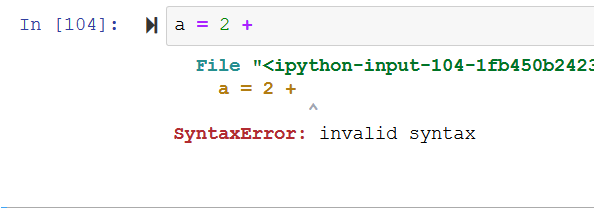 In [104]: a = 2 +
File "<ipython-input-104-1fb450b2423
a = 2 +
^
SyntaxError: invalid syntax